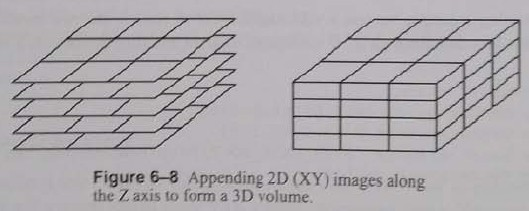 Figure 6–8 Appending 2D (XY) images along
the Z axis to form a 3D volume.